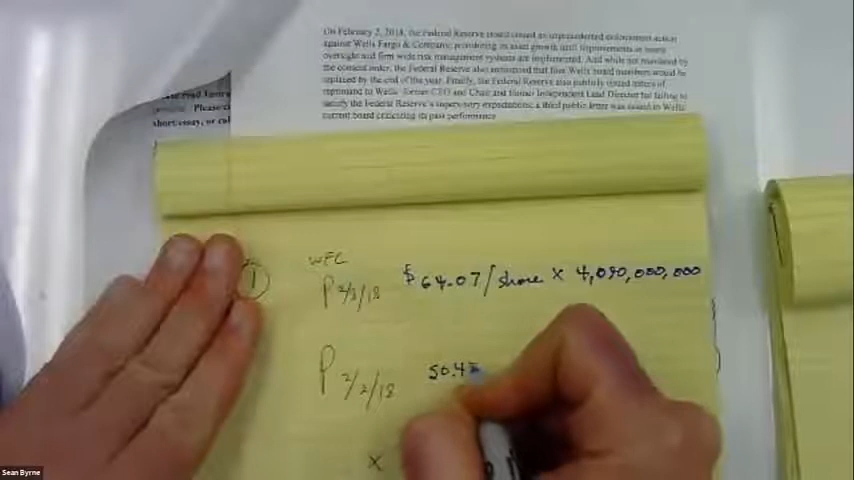 On February 2, 2018, the Federal Reserve Board issued an unprecedented enforcement action
against Wells Fargo & Company, prohibiting its asset growth until improvements in board
oversight and firm wide risk management systems are implemented. And while not mandated by
the consent order, the Federal Reserve also announced that four Wells board members would be
replaced by the end of the year. Finally, the Federal Reserve also publicly issued letters of
reprimand to Wells' former CEO and Chair and former Independent Lead Director for failing to
satisfy the Federal Reserve's supervisory expectations; a third public letter was issued to Wells
current board criticizing its past performance.
Please
short essay, or
1
WFC
P 2/3/18 $64.07/share × 4,090,000,000
P 2/2/18 50.4
×
Sean Byrne